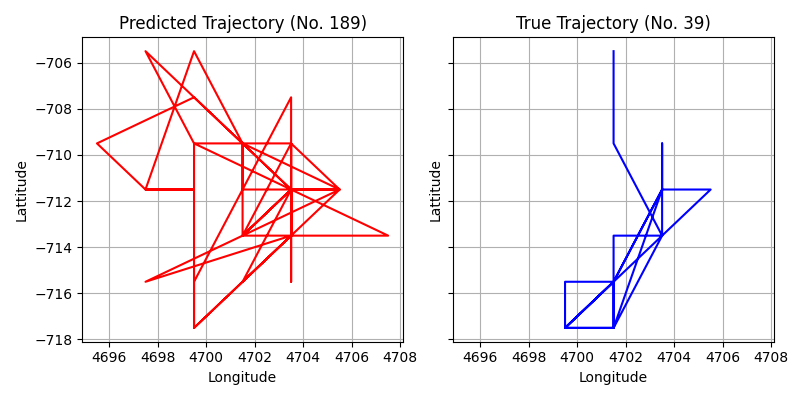 Predicted Trajectory (No. 189)
True Trajectory (No. 39)
Lattitude
−706
−708
−710
−712
−714
−716
−718
4696 4698 4700 4702 4704 4706 4708
Longitude
Lattitude
4696 4698 4700 4702 4704 4706 4708
Longitude